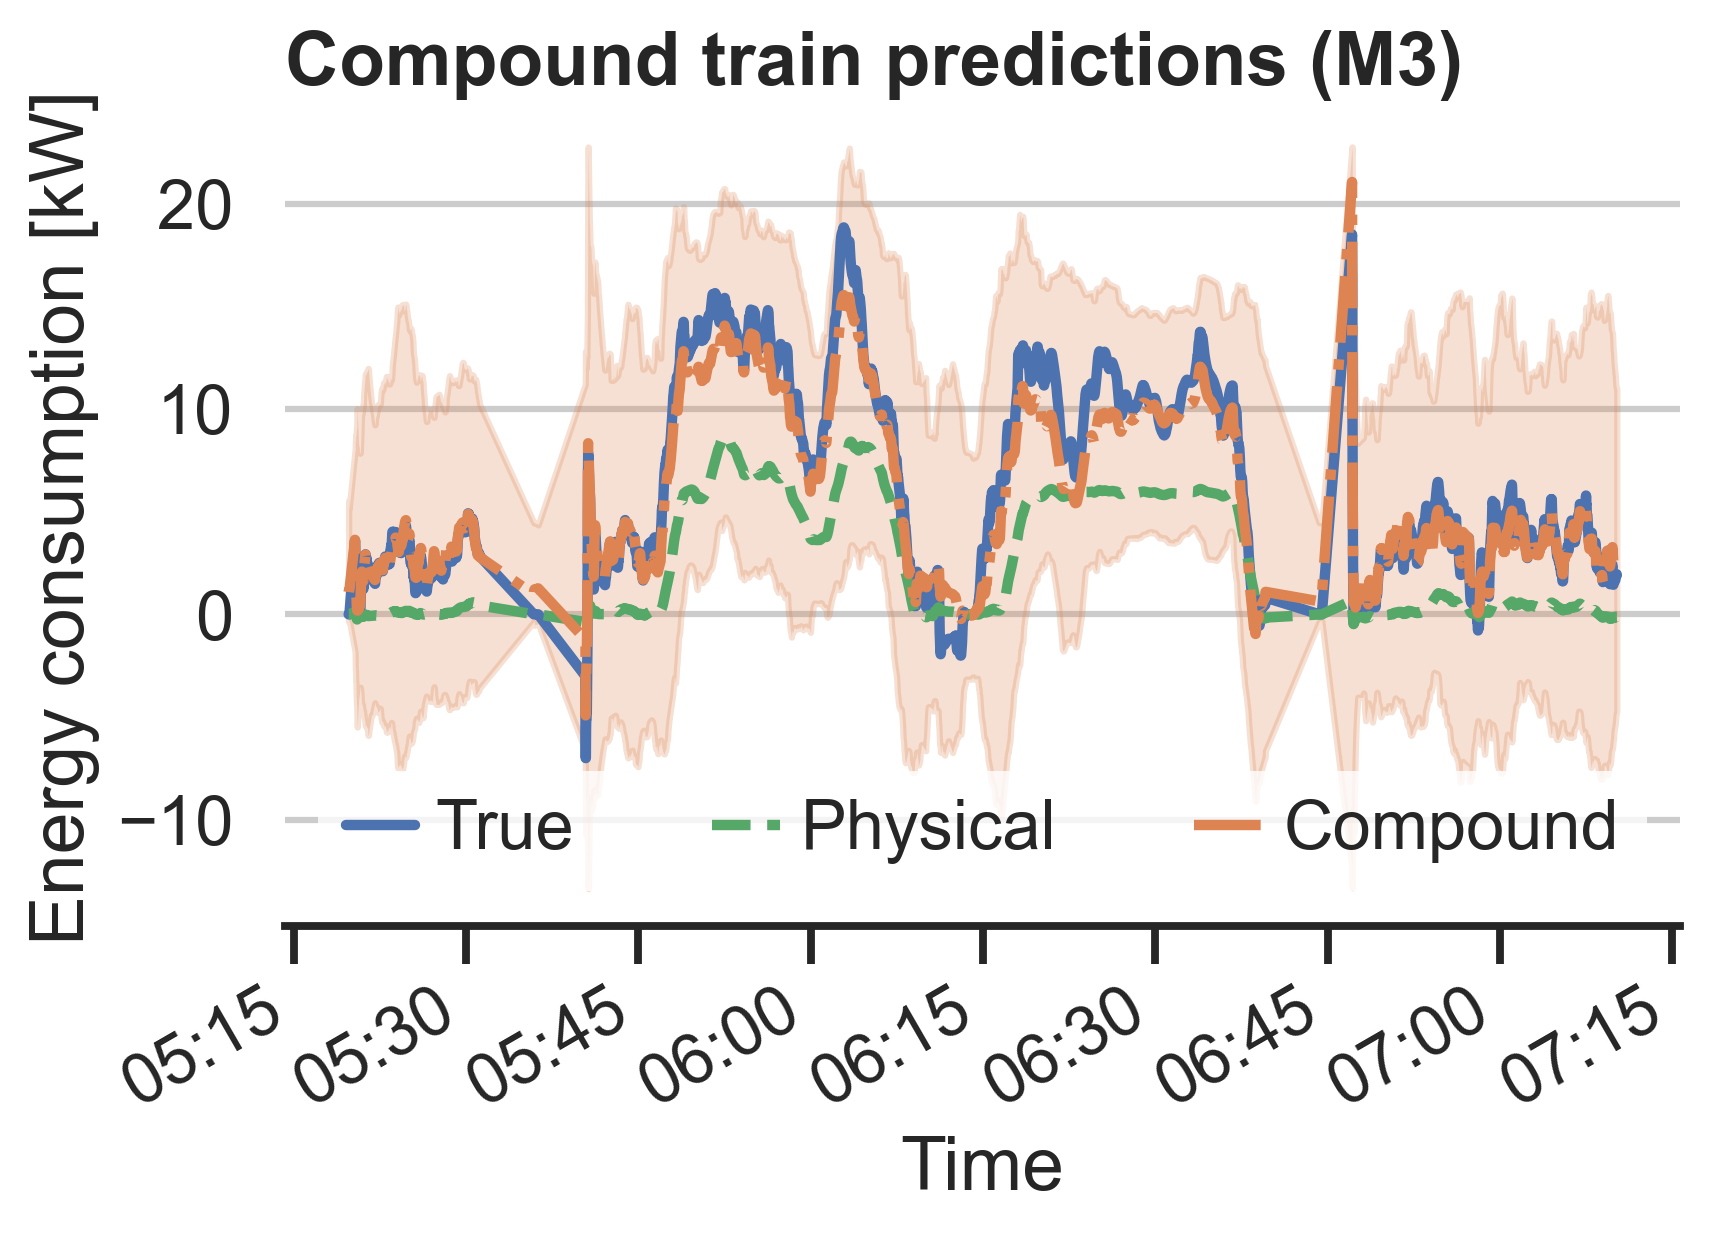 Compound train predictions (M3)
Energy consumption [kW]
20
10
0
−10
True Physical Compound
05:15 05:30 05:45 06:00 06:15 06:30 06:45 07:00 07:15
Time